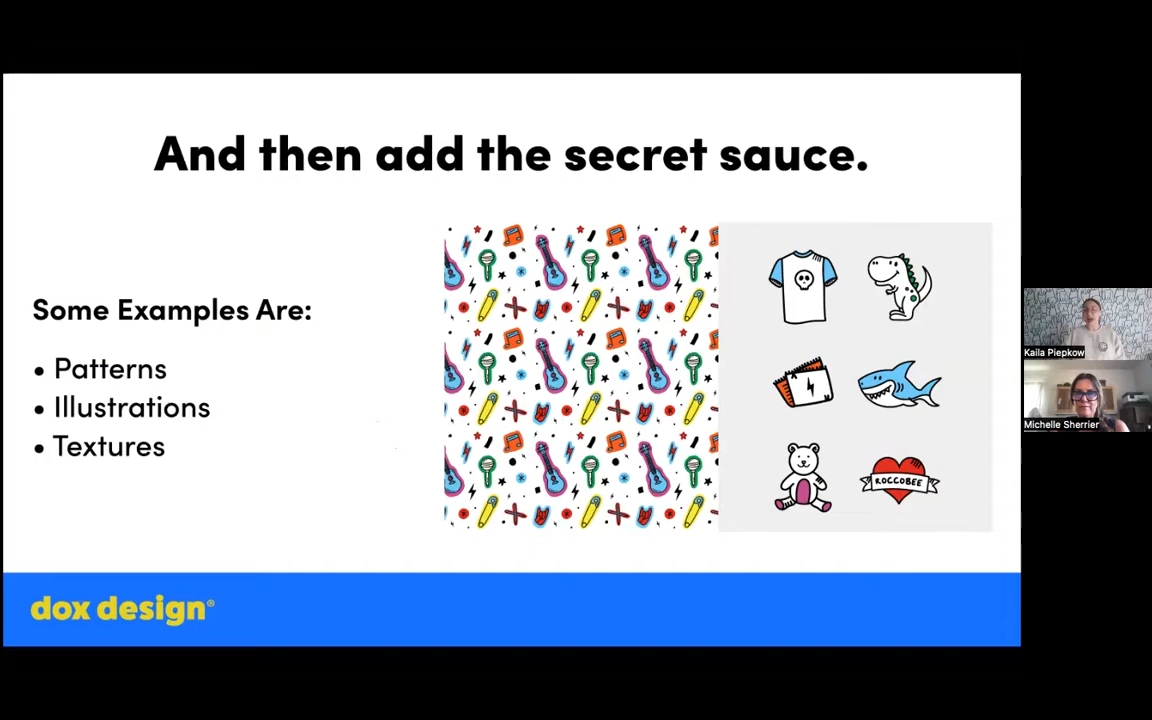 And then add the secret sauce.
Some Examples Are:
• Patterns
• Illustrations
• Textures
ROCCOBEE
dox design®
Kaila Piepkow
Michelle Sherrier